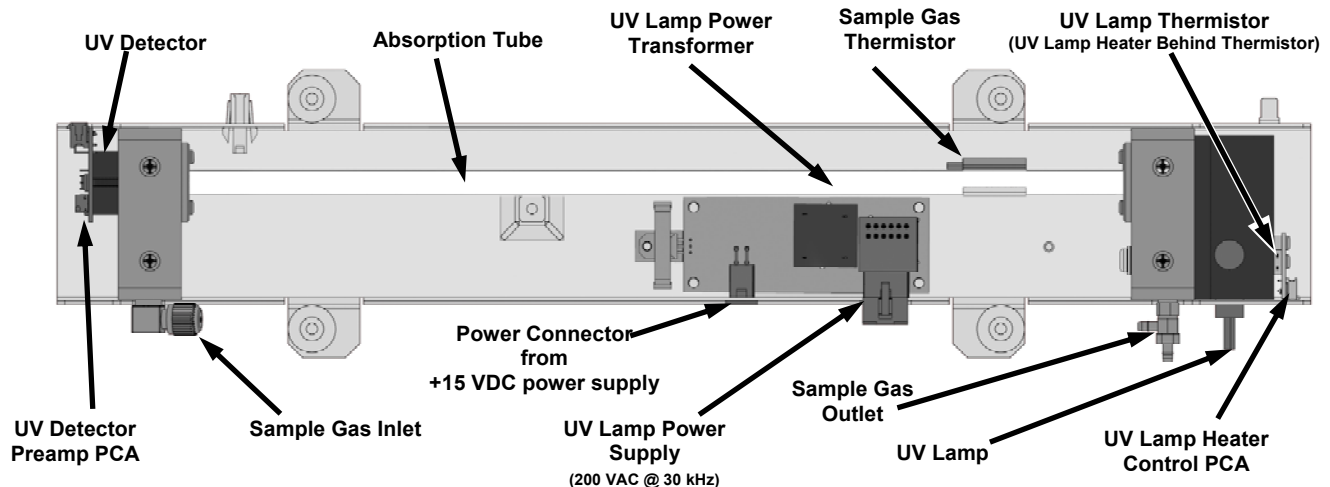 UV Detector
Absorption Tube
UV Lamp Power
Transformer
Sample Gas
Thermistor
UV Lamp Thermistor
(UV Lamp Heater Behind Thermistor)
UV Detector
Preamp PCA
Sample Gas Inlet
Power Connector
from
+15 VDC power supply
UV Lamp Power
Supply
(200 VAC @ 30 kHz)
Sample Gas
Outlet
UV Lamp
UV Lamp Heater
Control PCA